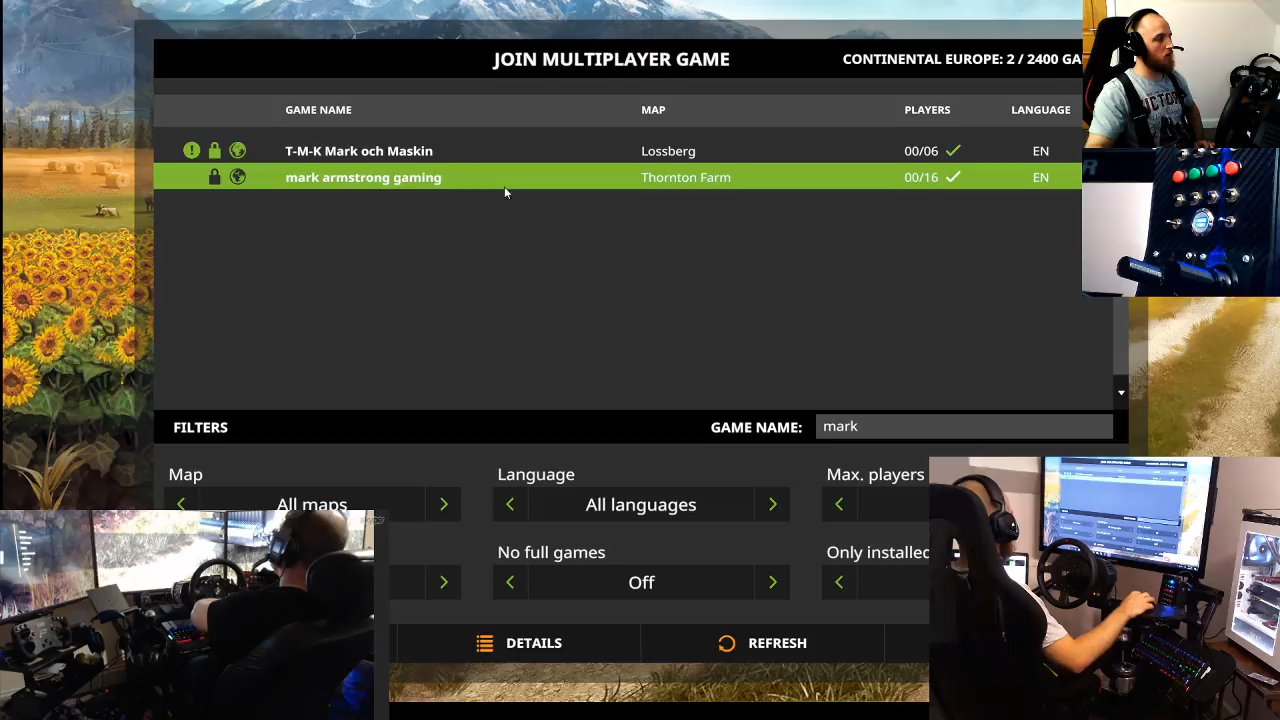 JOIN MULTIPLAYER GAME
CONTINENTAL EUROPE: 2 / 2400 GA
GAME NAME MAP PLAYERS LANGUAGE
T-M-K Mark och Maskin Lossberg 00/06 EN
mark armstrong gaming Thornton Farm 00/16 EN
FILTERS
GAME NAME: mark
Map Language Max. players
All maps All languages
No full games Only installed
Off
DETAILS REFRESH